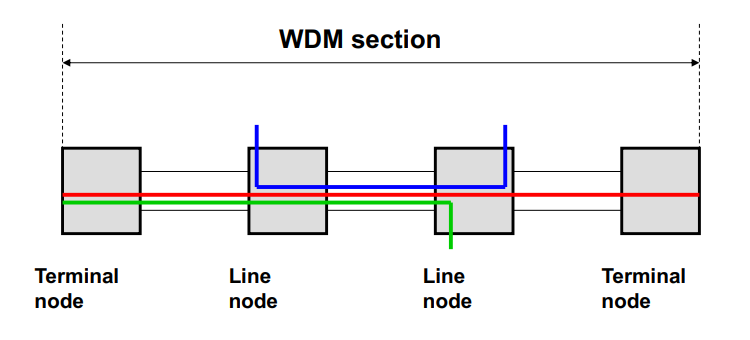 WDM section
Terminal
node
Line
node
Line
node
Terminal
node